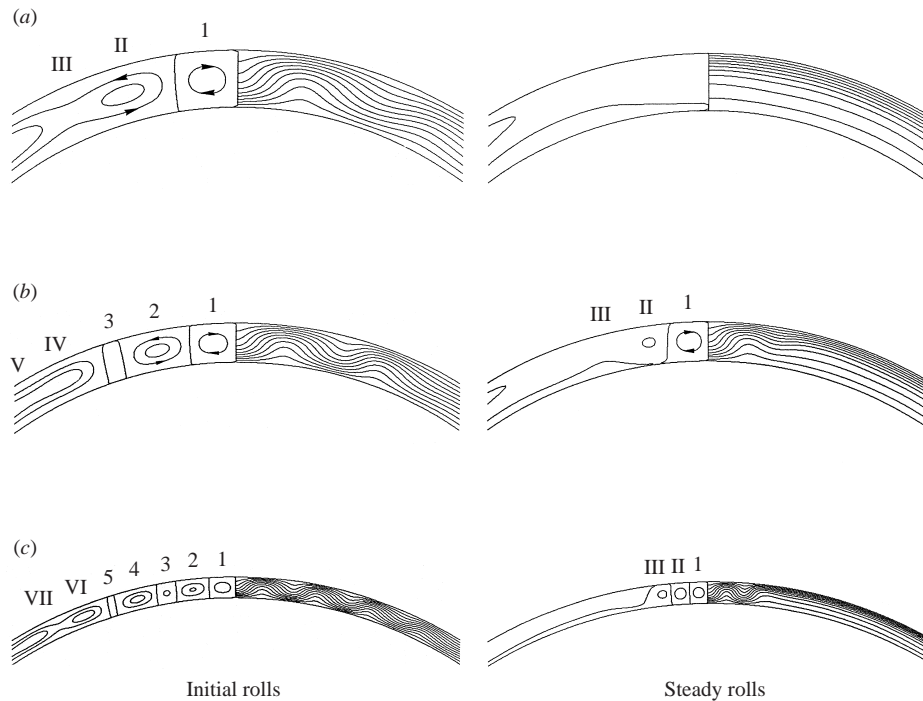 (a)
1
II
III
(b)
1
2
3
IV
V
1
II
III
(c)
1
2
3
4
5
VI
VII
III II 1
Initial rolls
Steady rolls